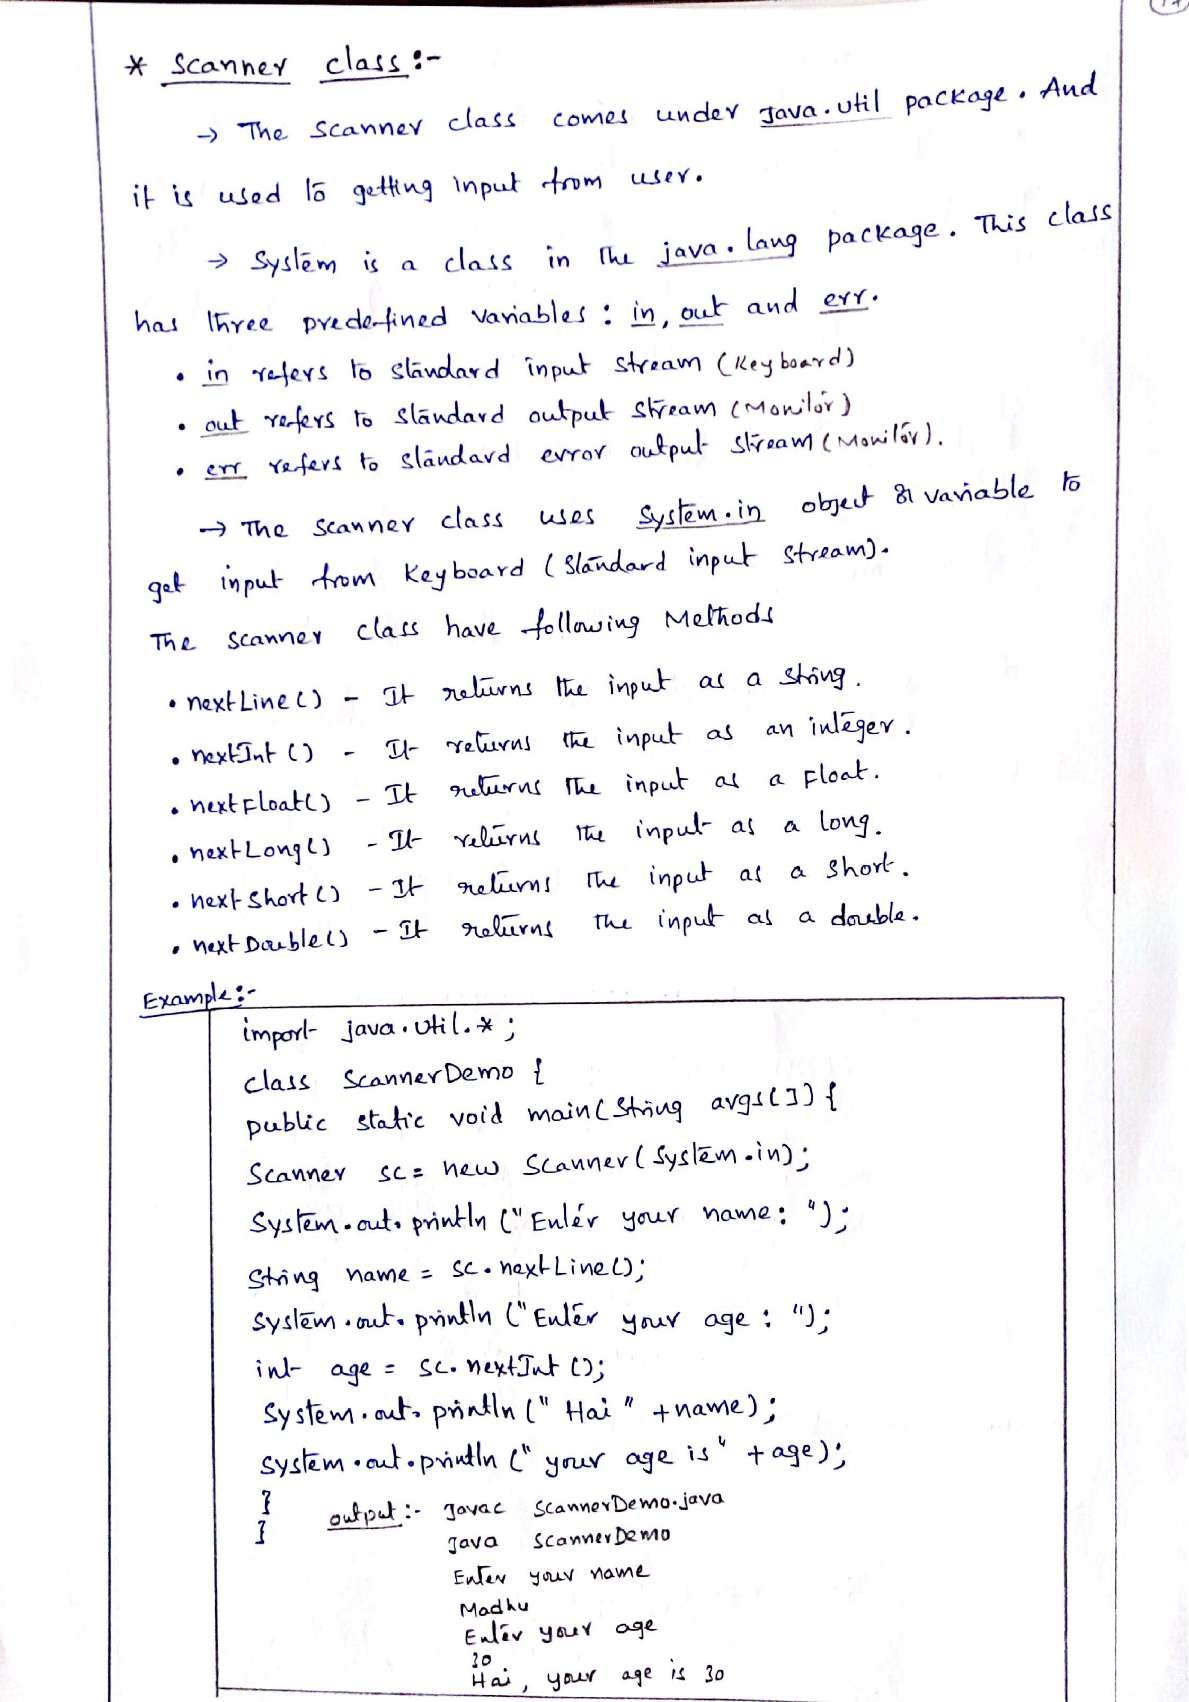 * Scanner class :-
→ The Scanner class comes under Java.util package. And
it is used to getting input from user.
→ System is a class in the java.lang package. This class
has three predefined variables : in, out and err.
• in refers to standard input stream (Keyboard)
• out refers to standard output stream (Monitor)
• err refers to standard error output stream (Monitor).
→ The Scanner class uses System.in object or variable to
get input from Keyboard (Standard input stream).
The Scanner class have following Methods
• nextLine() - It returns the input as a string.
• nextInt() - It returns the input as an integer.
• nextFloat() - It returns the input as a Float.
• nextLong() - It returns the input as a long.
• nextShort() - It returns the input as a short.
• nextDouble() - It returns the input as a double.
Example :-
import java.util.*;
class ScannerDemo {
public static void main(String args[]) {
Scanner sc = new Scanner(System.in);
System.out.println("Enter your name: ");
String name = sc.nextLine();
System.out.println("Enter your age : ");
int age = sc.nextInt();
System.out.println(" Hai " +name);
System.out.println(" your age is" +age);
}
}
output :- Javac ScannerDemo.java
Java ScannerDemo
Enter your name
Madhu
Enter your age
30
Hai, your age is 30